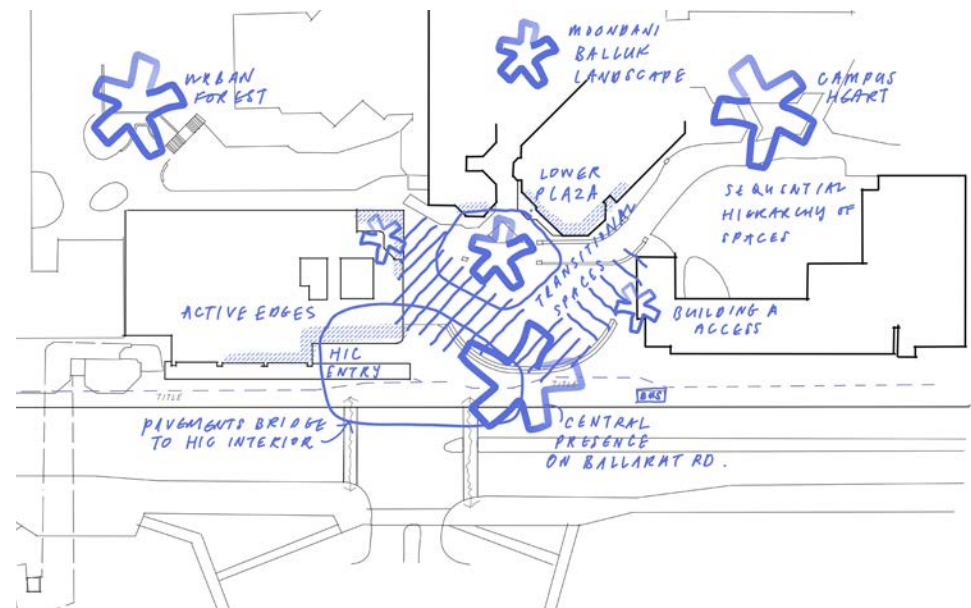 URBAN
FOREST
MOONDANI
BALLUK
LANDSCAPE
CAMPUS
HEART
LOWER
PLAZA
SEQUENTIAL
HIERARCHY OF
SPACES
TRANSITIONAL
SPACES
ACTIVE EDGES
BUILDING A
ACCESS
HIC
ENTRY
TITLE
TITLE
BUS
PAVEMENTS BRIDGE
TO HIC INTERIOR
CENTRAL
PRESENCE
ON BALLARAT RD.